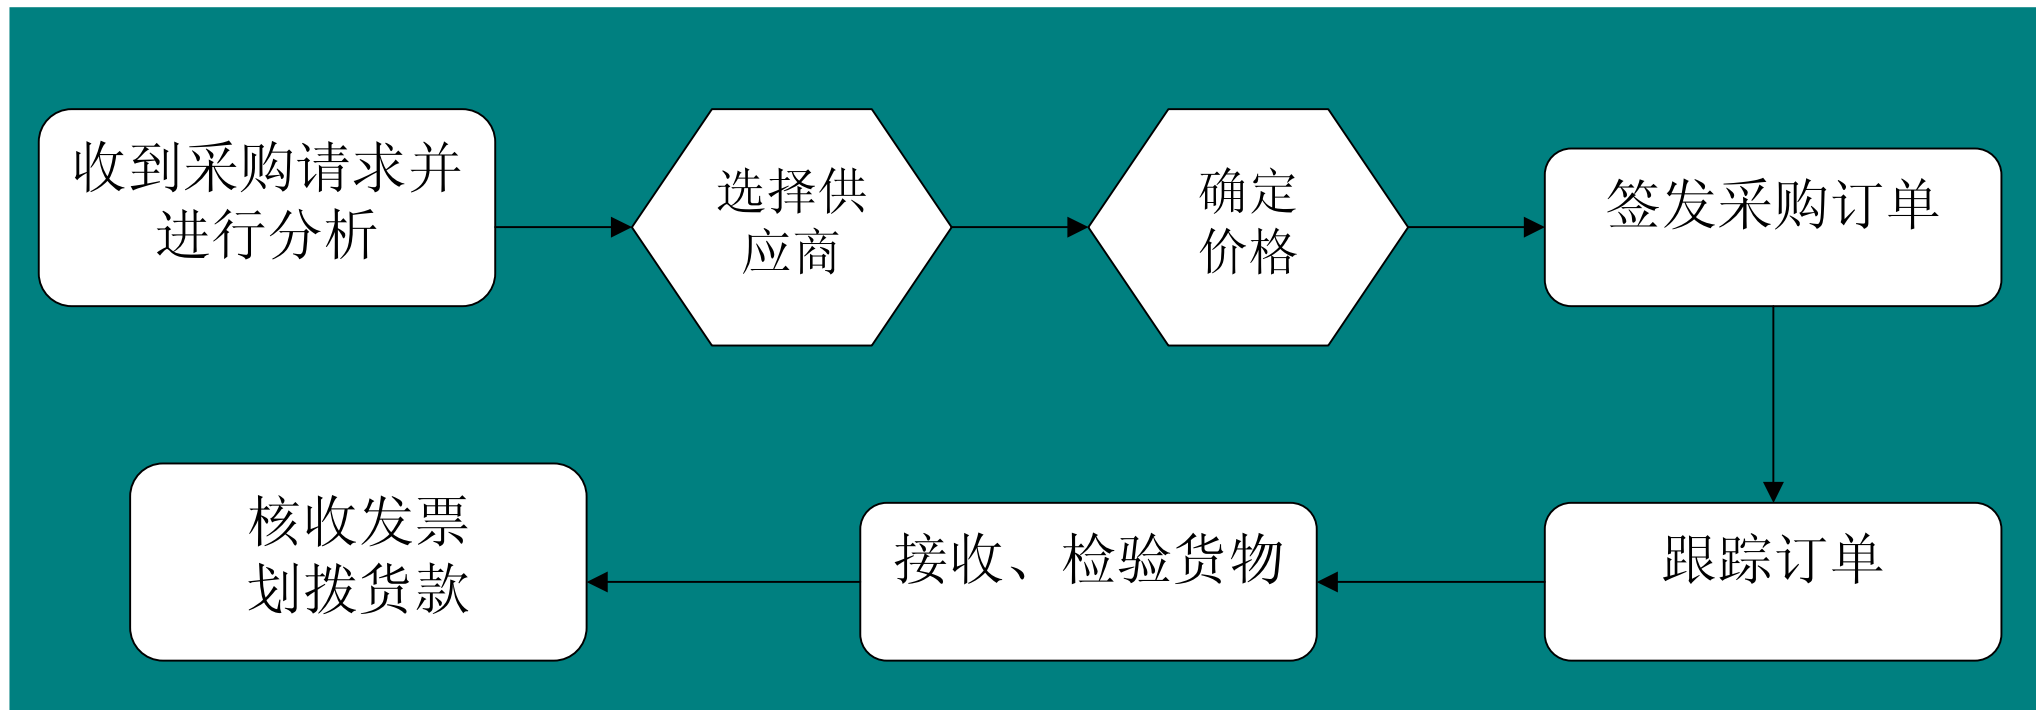 收到采购请求并
进行分析
选择供
应商
确定
价格
签发采购订单
跟踪订单
接收、检验货物
核收发票
划拨货款